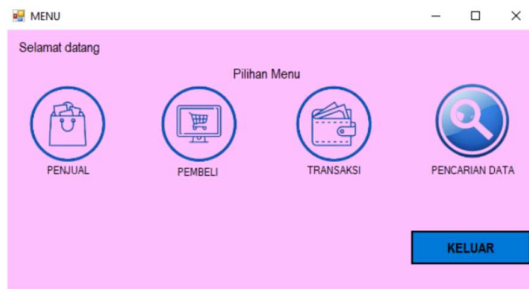 MENU
Selamat datang
Pilihan Menu
PENJUAL
PEMBELI
TRANSAKSI
PENCARIAN DATA
KELUAR